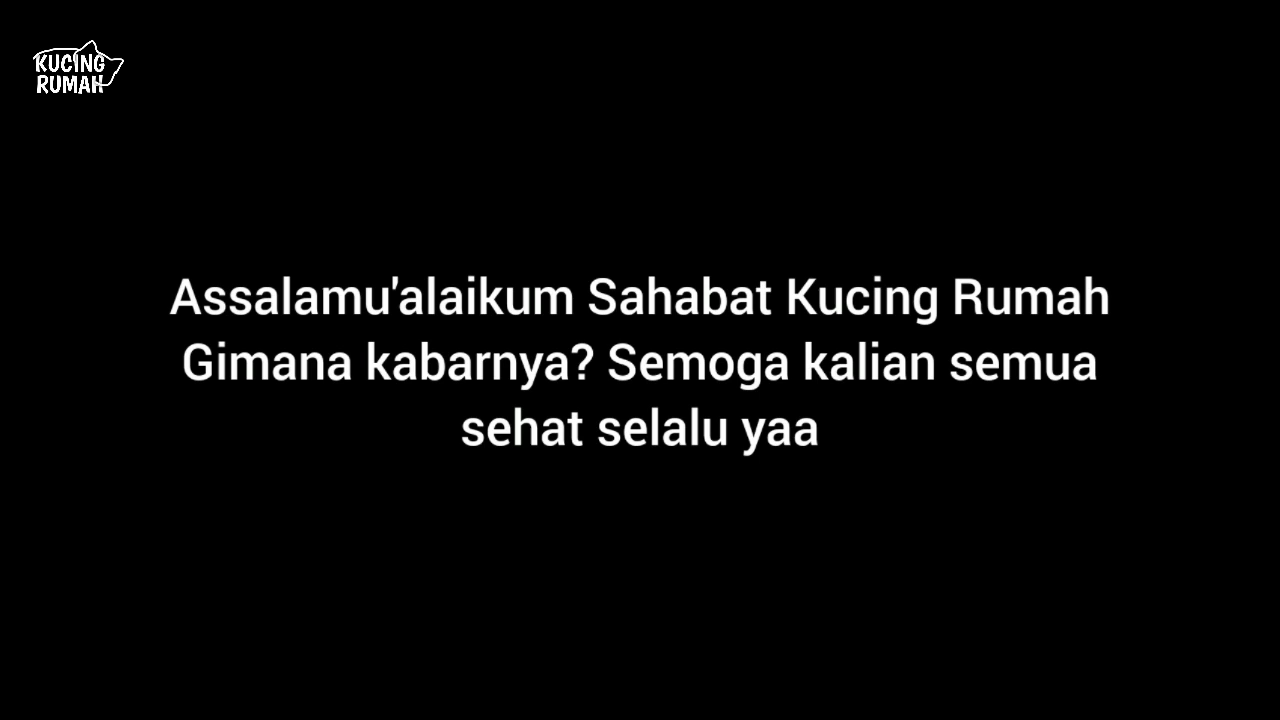 KUCING
RUMAH
Assalamu'alaikum Sahabat Kucing Rumah
Gimana kabarnya? Semoga kalian semua
sehat selalu yaa